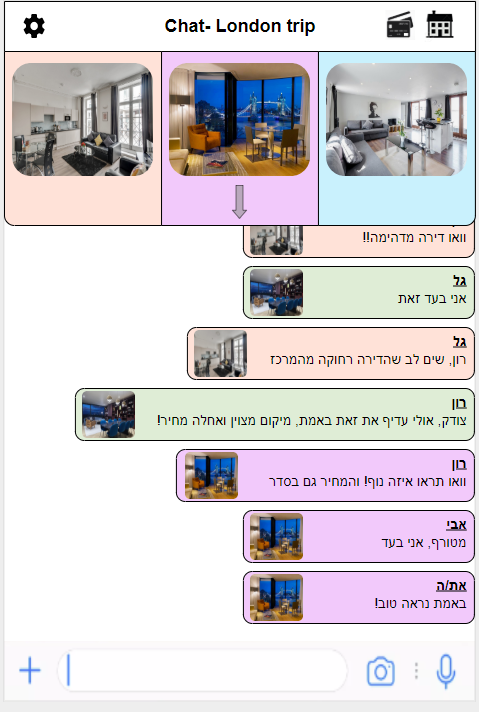 Chat- London trip
וואו דירה מדהימה!!
גל
אני בעד זאת
גל
רון, שים לב שהדירה רחוקה מהמרכז
רון
צודק, אולי עדיף את זאת באמת, מיקום מצוין ואחלה מחיר!
רון
וואו תראו איזה נוף! והמחיר גם בסדר
אבי
מטורף, אני בעד
את/ה
באמת נראה טוב!